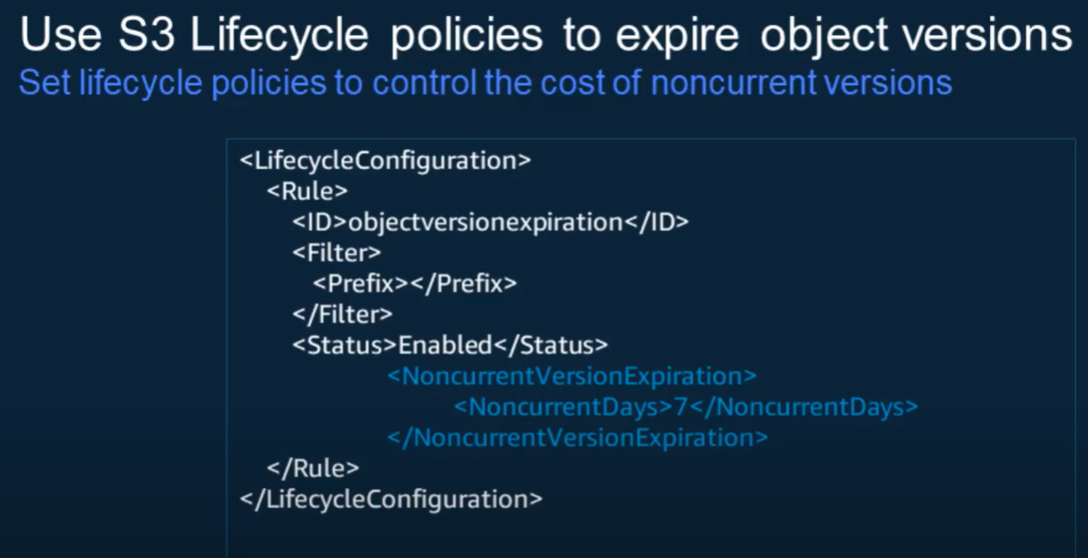 Use S3 Lifecycle policies to expire object versions
Set lifecycle policies to control the cost of noncurrent versions
<LifecycleConfiguration>
<Rule>
<ID>objectversionexpiration</ID>
<Filter>
<Prefix></Prefix>
</Filter>
<Status>Enabled</Status>
<NoncurrentVersionExpiration>
<NoncurrentDays>7</NoncurrentDays>
</NoncurrentVersionExpiration>
</Rule>
</LifecycleConfiguration>